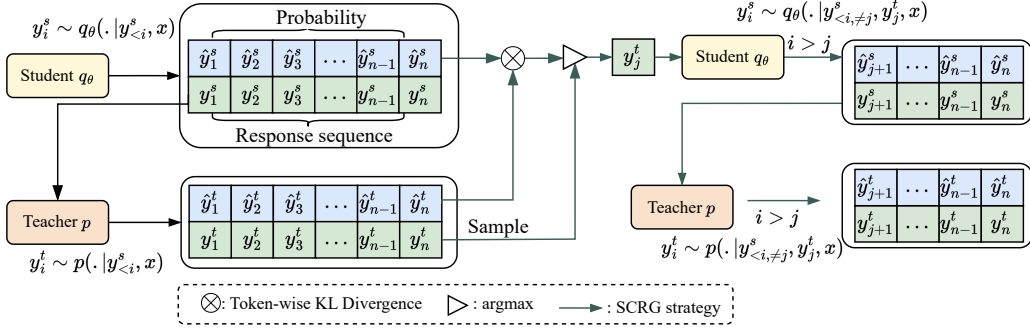 y_i^s ~ q_θ(. |y_{<i}^s, x)
Probability
Student q_θ
ŷ_1^s ŷ_2^s ŷ_3^s ... ŷ_{n-1}^s ŷ_n^s
y_1^s y_2^s y_3^s ... y_{n-1}^s y_n^s
Response sequence
Teacher p
ŷ_1^t ŷ_2^t ŷ_3^t ... ŷ_{n-1}^t ŷ_n^t
y_1^t y_2^t y_3^t ... y_{n-1}^t y_n^t
y_i^t ~ p(. |y_{<i}^s, x)
Sample
y_j^t
y_i^s ~ q_θ(. |y_{<i,≠j}^s, y_j^t, x)
Student q_θ
i > j
ŷ_{j+1}^s ... ŷ_{n-1}^s ŷ_n^s
y_{j+1}^s ... y_{n-1}^s y_n^s
Teacher p
i > j
ŷ_{j+1}^t ... ŷ_{n-1}^t ŷ_n^t
y_{j+1}^t ... y_{n-1}^t y_n^t
y_i^t ~ p(. |y_{<i,≠j}^s, y_j^t, x)
⊗: Token-wise KL Divergence ▷: argmax → : SCRG strategy